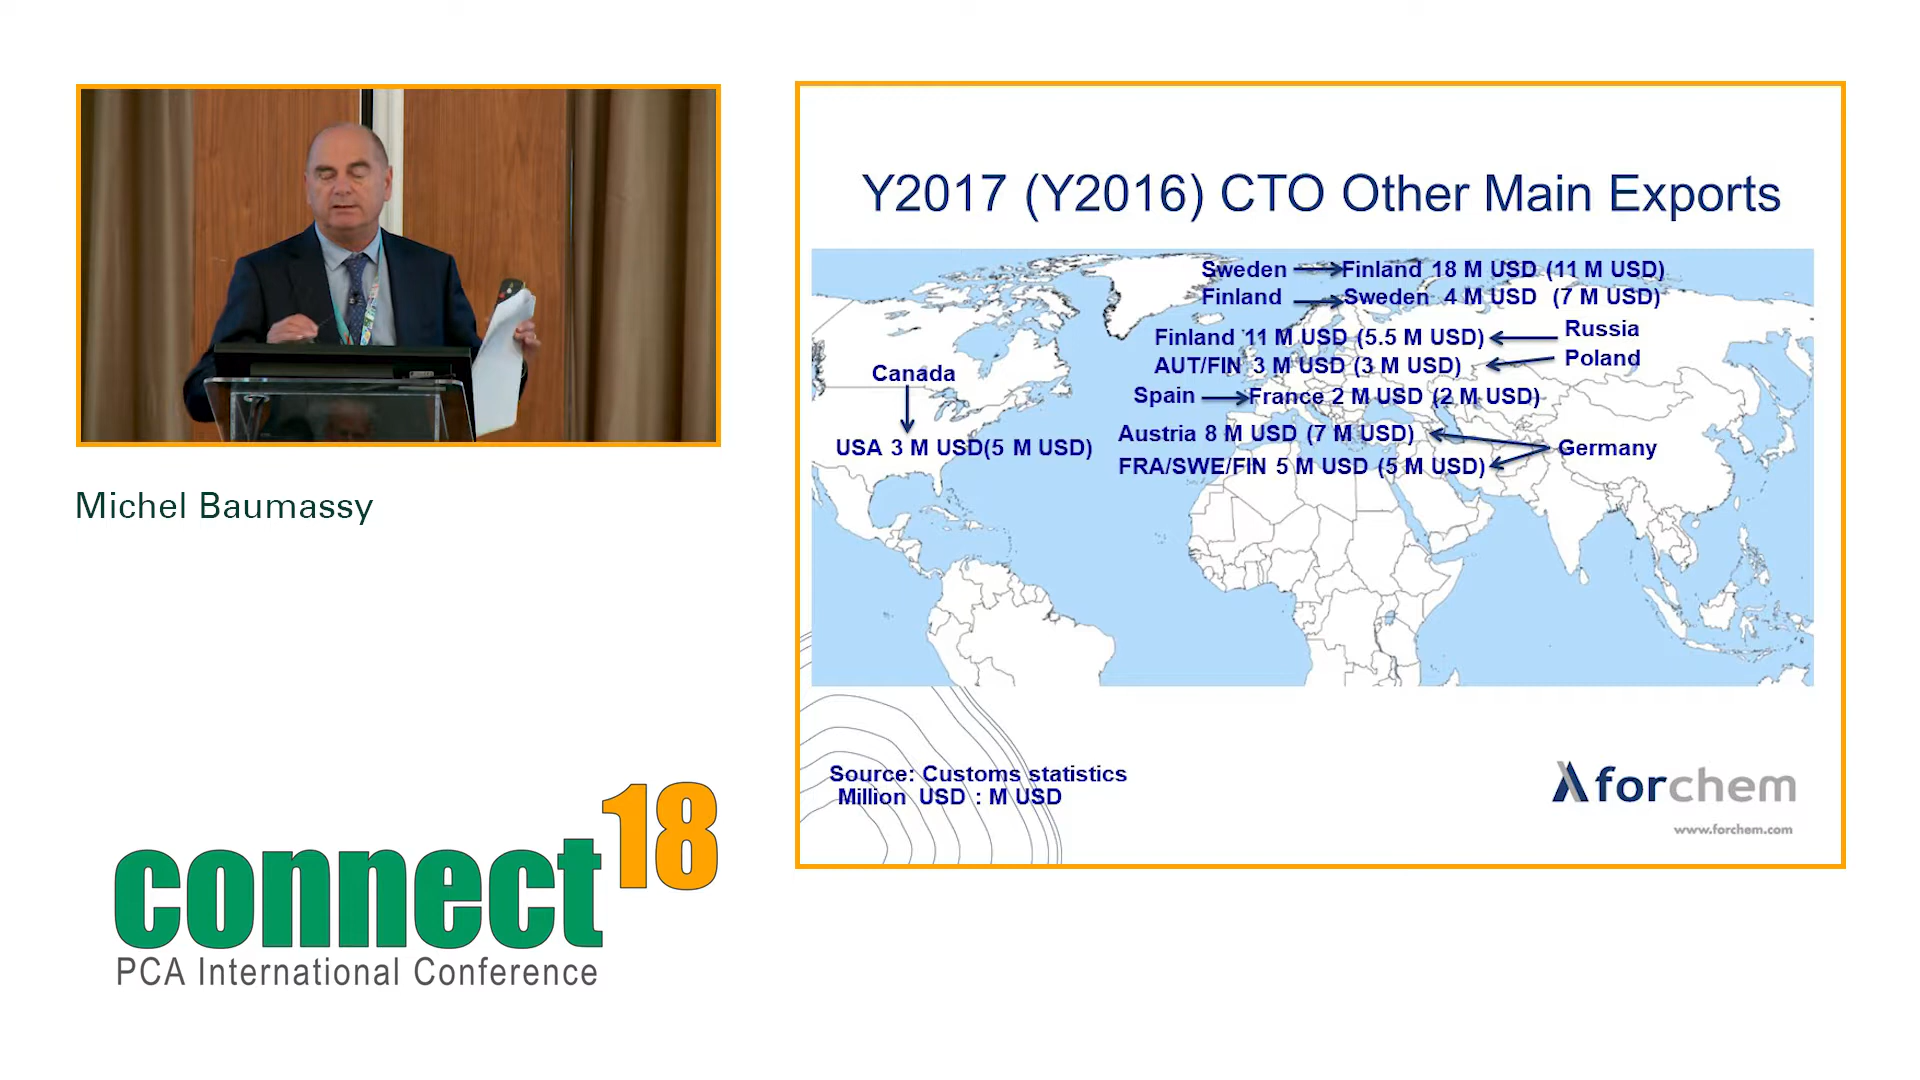 Michel Baumassy
connect18
PCA International Conference
Y2017 (Y2016) CTO Other Main Exports
Sweden Finland 18 M USD (11 M USD)
Finland Sweden 4 M USD (7 M USD)
Finland 11 M USD (5.5 M USD) Russia
AUT/FIN 3 M USD (3 M USD) Poland
Canada
Spain France 2 M USD (2 M USD)
Austria 8 M USD (7 M USD)
USA 3 M USD(5 M USD)
Germany
FRA/SWE/FIN 5 M USD (5 M USD)
Source: Customs statistics
Million USD : M USD
forchem
www.forchem.com